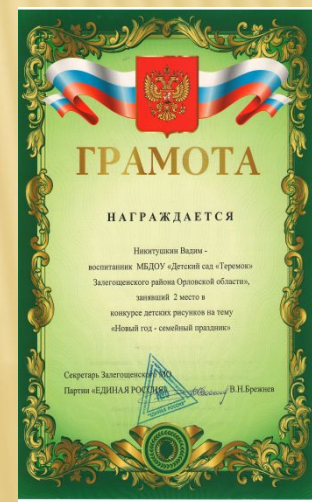 ГРАМОТА
НАГРАЖДАЕТСЯ
Никитушкин Вадим -
воспитанник МБДОУ «Детский сад «Теремок»
Залегощенского района Орловской области»,
занявший 2 место в
конкурсе детских рисунков на тему
«Новый год - семейный праздник»
Секретарь Залегощенского МО
Партии «ЕДИНАЯ РОССИЯ» В.Н.Брежнев